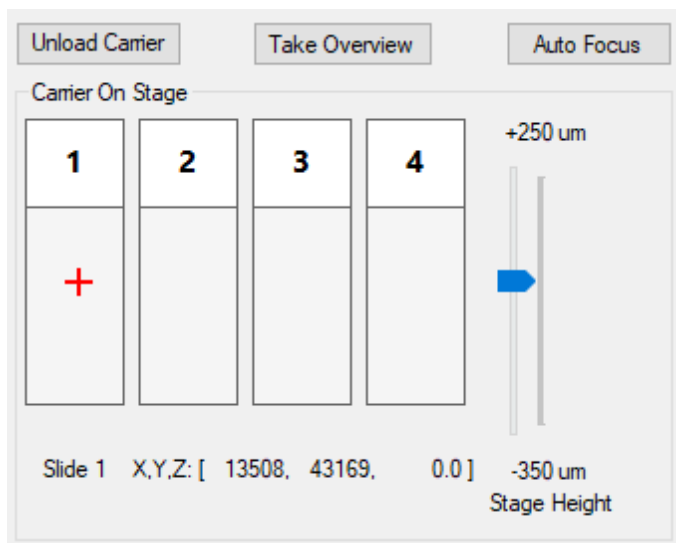 Unload Carrier Take Overview Auto Focus
Carrier On Stage
+250 um
1 2 3 4
Slide 1 X,Y,Z: [ 13508, 43169, 0.0 ]
-350 um
Stage Height